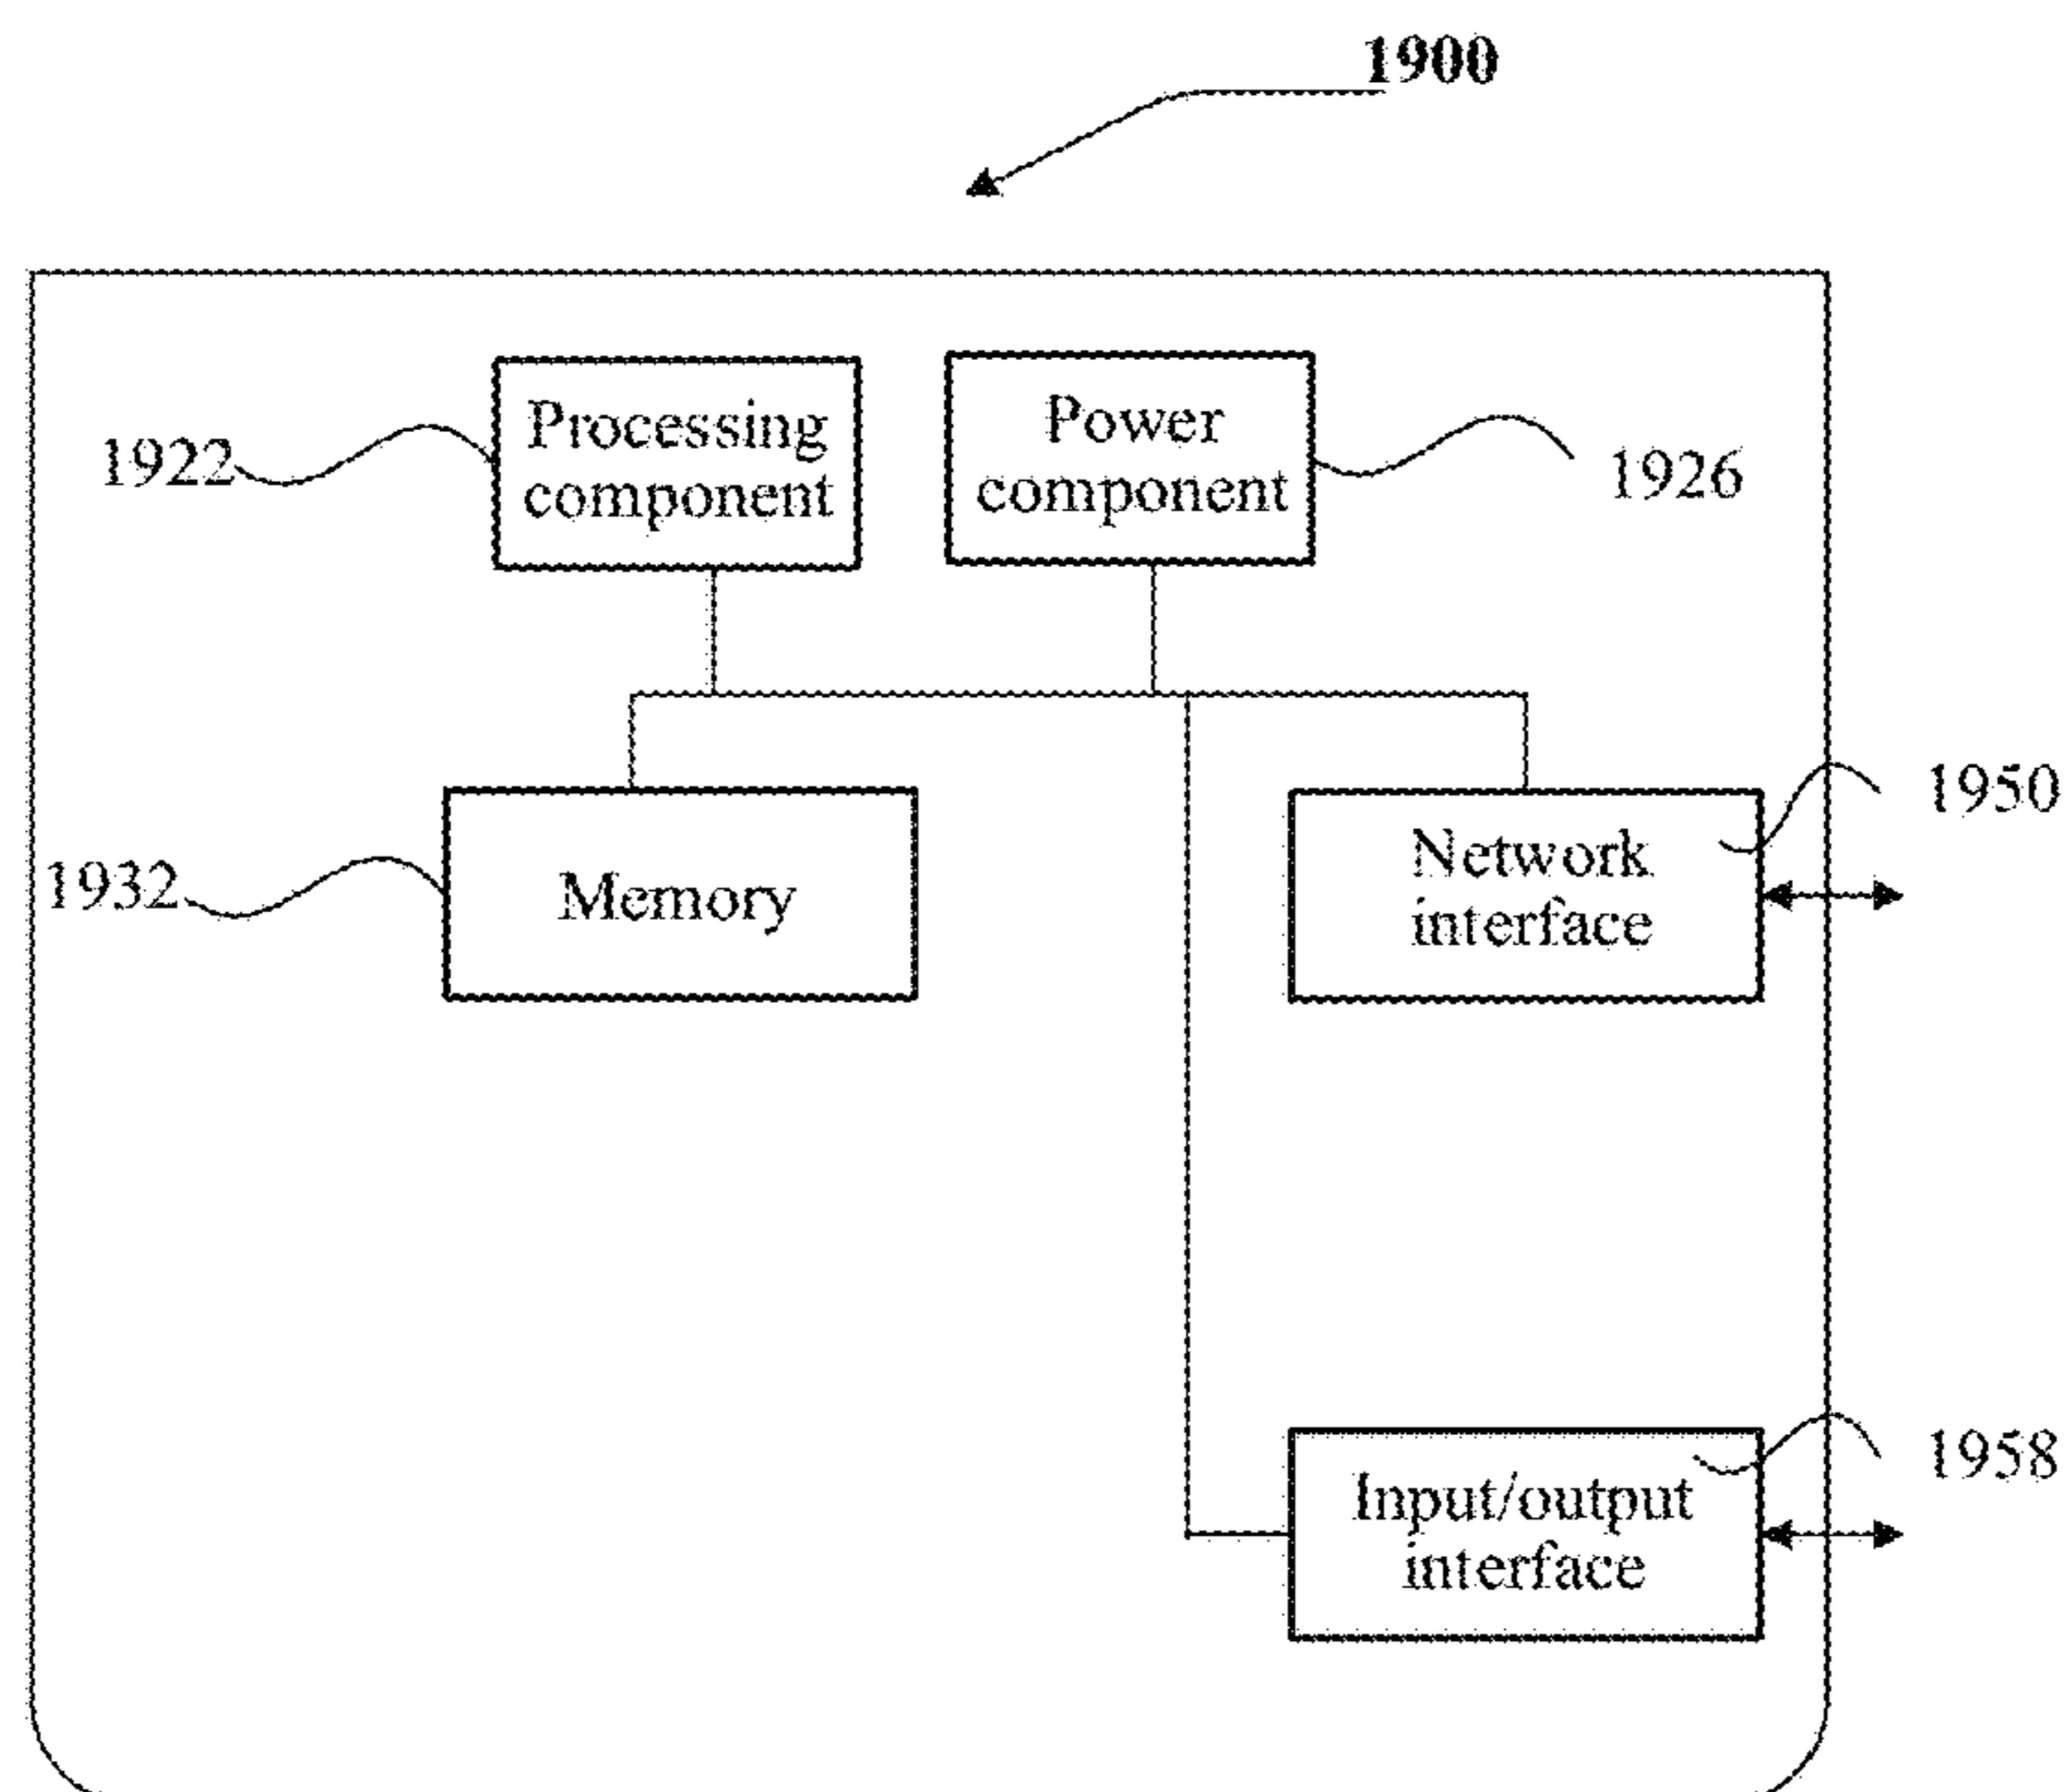 1900
Processing
component
Power
component
1922
1926
1950
Network
interface
1932
Memory
1958
Input/output
interface